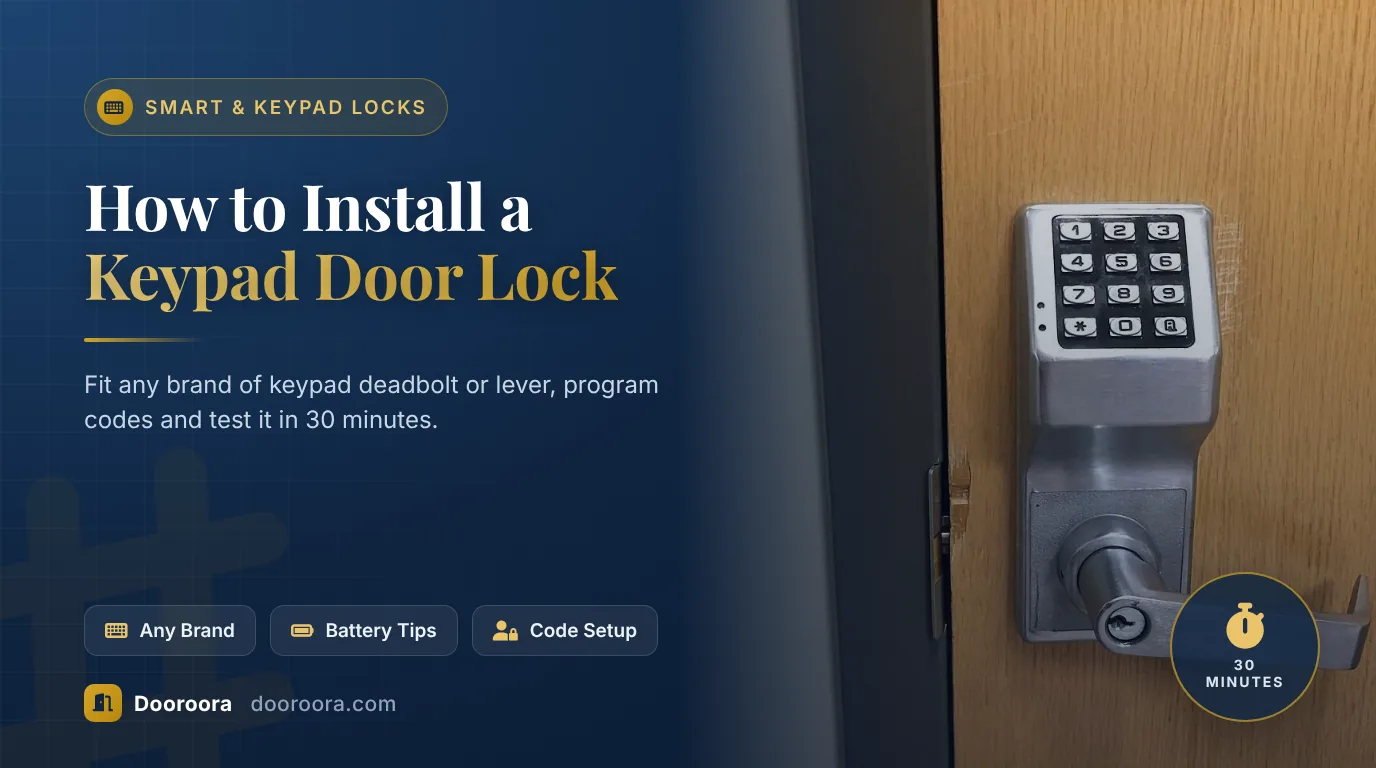 SMART & KEYPAD LOCKS
How to Install a
Keypad Door Lock
Fit any brand of keypad deadbolt or lever, program
codes and test it in 30 minutes.
Any Brand
Battery Tips
Code Setup
Dooroora dooroora.com
1 2 3
4 5 6
7 8 9
* 0
30
MINUTES